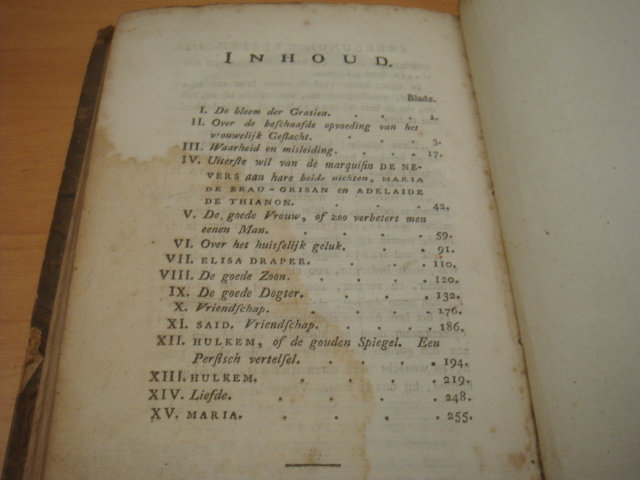 INHOUD.
Bladz.
I. De bloem der Gratien. . . . 1.
II. Over de beſchaafde opvoeding van het
vrouwelijk Geſlacht. . . . 3.
III. Waarheid en misleiding. . . . 17.
IV. Uiterſte wil van de marquiſin DE NE-
VERS aan hare beide nichten, MARIA
DE BEAU-GRISAN en ADELAIDE
DE THIANON. . . . 42.
V. De goede Vrouw, of zoo verbetert men
eenen Man. . . . . 59.
VI. Over het huiſelijk geluk. . . . 91.
VII. ELISA DRAPER. . . . . 110.
VIII. De goede Zoon. . . . . 120.
IX. De goede Dogter. . . . . 132.
X. Vriendſchap. . . . . 176.
XI. SAID. Vriendſchap. . . . 186.
XII. HULKEM, of de gouden Spiegel. Een
Perſiſch vertelſel. . . . . 194.
XIII. HULKEM. . . . . 219.
XIV. Liefde. . . . . 248.
XV. MARIA. . . . . 255.